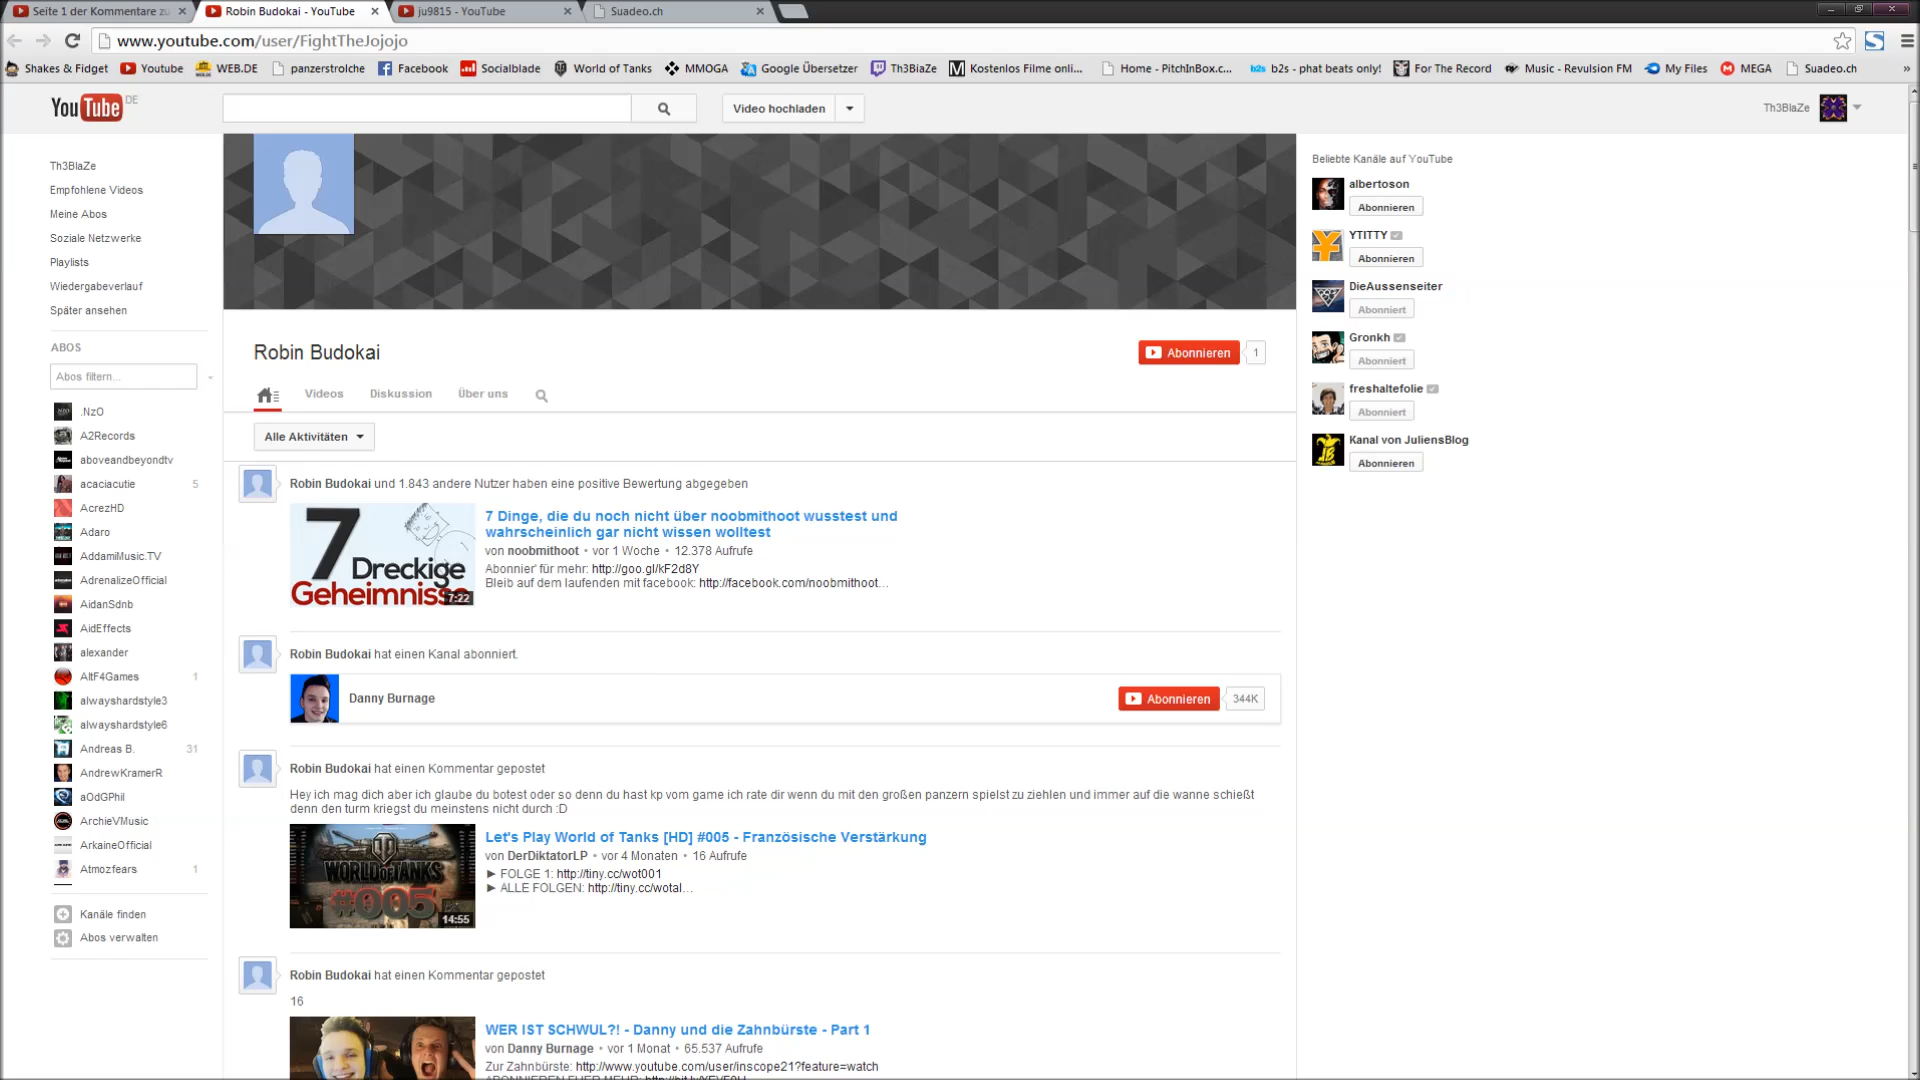 Seite 1 der Kommentare zu
Robin Budokai - YouTube
ju9815 - YouTube
Suadeo.ch
www.youtube.com/user/FightTheJojojo
Shakes & Fidget
Youtube
WEB.DE
panzerstrolche
Facebook
Socialblade
World of Tanks
MMOGA
Google Übersetzer
Th3BiaZe
Kostenlos Filme onli...
Home - PitchInBox.c...
b2s - phat beats only!
For The Record
Music - Revulsion FM
My Files
MEGA
Suadeo.ch
»
YouTube DE
Video hochladen
Th3BlaZe
Th3BlaZe
Empfohlene Videos
Meine Abos
Soziale Netzwerke
Playlists
Wiedergabeverlauf
Später ansehen
ABOS
Abos filtern...
.NzO
A2Records
aboveandbeyondtv
acaciacutie 5
AcrezHD
Adaro
AddamiMusic.TV
AdrenalizeOfficial
AidanSdnb
AidEffects
alexander
AltF4Games 1
alwayshardstyle3
alwayshardstyle6
Andreas B. 31
AndrewKramerR
aOdGPhil
ArchieVMusic
ArkaineOfficial
Atmozfears 1
Kanäle finden
Abos verwalten
Robin Budokai
Abonnieren 1
Videos
Diskussion
Über uns
Alle Aktivitäten
Robin Budokai und 1.843 andere Nutzer haben eine positive Bewertung abgegeben
7
Dreckige
Geheimnisse
7:22
7 Dinge, die du noch nicht über noobmithoot wusstest und
wahrscheinlich gar nicht wissen wolltest
von noobmithoot • vor 1 Woche • 12.378 Aufrufe
Abonnier' für mehr: http://goo.gl/kF2d8Y
Bleib auf dem laufenden mit facebook: http://facebook.com/noobmithoot...
Robin Budokai hat einen Kanal abonniert.
Danny Burnage
Abonnieren 344K
Robin Budokai hat einen Kommentar gepostet
Hey ich mag dich aber ich glaube du botest oder so denn du hast kp vom game ich rate dir wenn du mit den großen panzern spielst zu ziehlen und immer auf die wanne schießt
denn den turm kriegst du meinstens nicht durch :D
WORLD OF TANKS
#005
14:55
Let's Play World of Tanks [HD] #005 - Französische Verstärkung
von DerDiktatorLP • vor 4 Monaten • 16 Aufrufe
► FOLGE 1: http://tiny.cc/wot001
► ALLE FOLGEN: http://tiny.cc/wotal...
Robin Budokai hat einen Kommentar gepostet
16
WER IST SCHWUL?! - Danny und die Zahnbürste - Part 1
von Danny Burnage • vor 1 Monat • 65.537 Aufrufe
Zur Zahnbürste: http://www.youtube.com/user/inscope21?feature=watch
Beliebte Kanäle auf YouTube
albertoson
Abonnieren
YTITTY
Abonnieren
DieAussenseiter
Abonniert
Gronkh
Abonniert
freshaltefolie
Abonniert
Kanal von JuliensBlog
Abonnieren